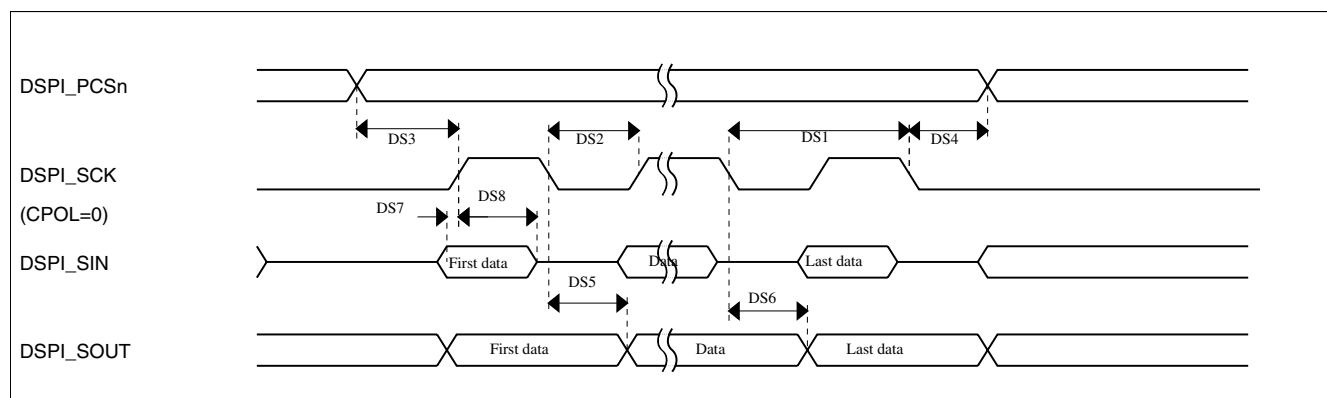 DSPI_PCSn
DS3
DS2
DS1
DS4
DSPI_SCK
(CPOL=0)
DS7
DS8
DSPI_SIN
First data
Data
Last data
DS5
DS6
DSPI_SOUT
First data
Data
Last data